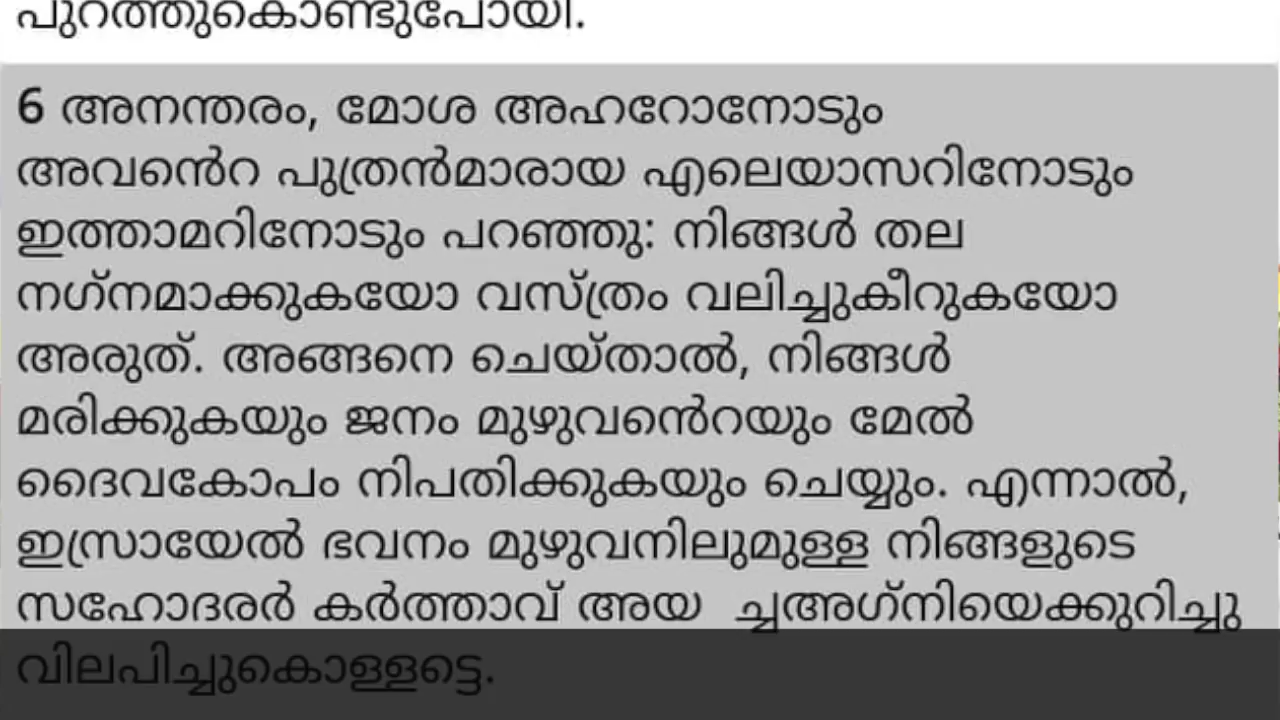 പുറത്തുകൊണ്ടുപോയി.
6 അനന്തരം, മോശ അഹറോനോടും
അവൻെറ പുത്രൻമാരായ എലെയാസറിനോടും
ഇത്താമറിനോടും പറഞ്ഞു: നിങ്ങൾ തല
നഗ്‌നമാക്കുകയോ വസ്ത്രം വലിച്ചുകീറുകയോ
അരുത്. അങ്ങനെ ചെയ്താൽ, നിങ്ങൾ
മരിക്കുകയും ജനം മുഴുവൻെറയും മേൽ
ദൈവകോപം നിപതിക്കുകയും ചെയ്യും. എന്നാൽ,
ഇസ്രായേൽ ഭവനം മുഴുവനിലുമുള്ള നിങ്ങളുടെ
സഹോദരർ കർത്താവ് അയ ച്ചഅഗ്‌നിയെക്കുറിച്ചു
വിലപിച്ചുകൊള്ളട്ടെ.